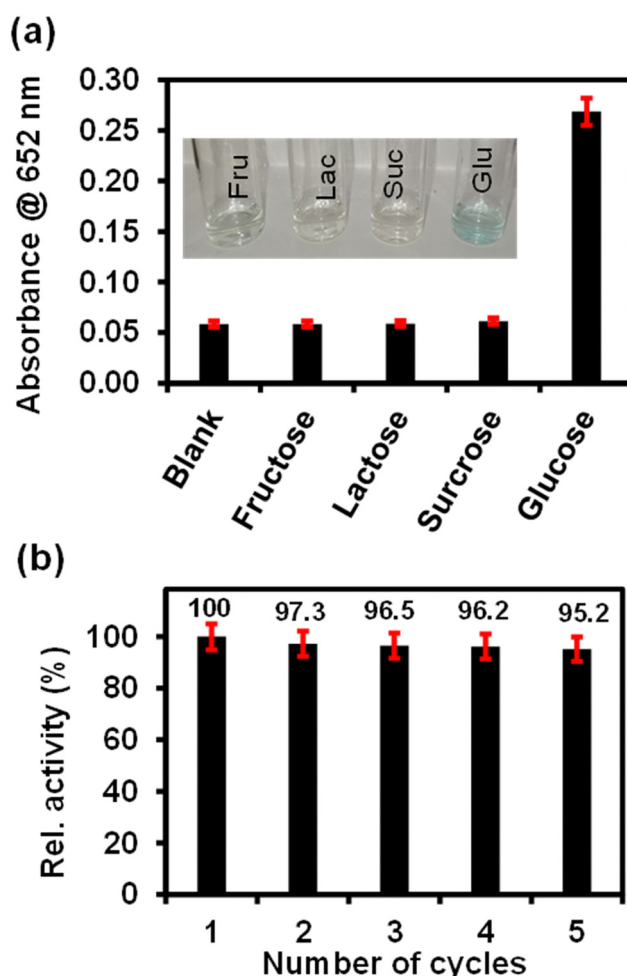 (a)
Absorbance @ 652 nm
0.30
0.25
0.20
0.15
0.10
0.05
0.00
Fru
Lac
Suc
Glu
Blank
Fructose
Lactose
Surcrose
Glucose
(b)
Rel. activity (%)
100
80
60
40
20
0
100 97.3 96.5 96.2 95.2
1 2 3 4 5
Number of cycles